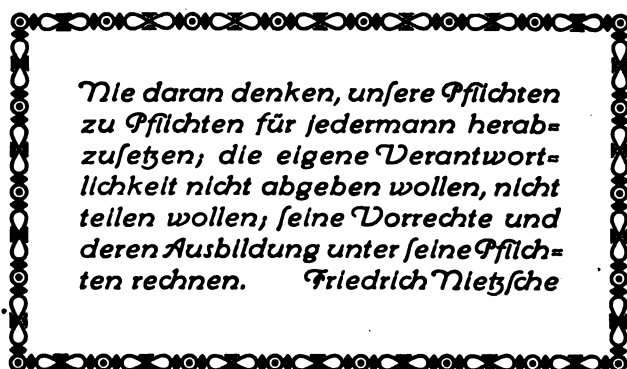 Nie daran denken, unſere Pflichten
zu Pflichten für jedermann herab⸗
zuſetzen; die eigene Verantwort⸗
lichkeit nicht abgeben wollen, nicht
teilen wollen; ſeine Vorrechte und
deren Ausbildung unter ſeine Pflich⸗
ten rechnen. Friedrich Nietzſche